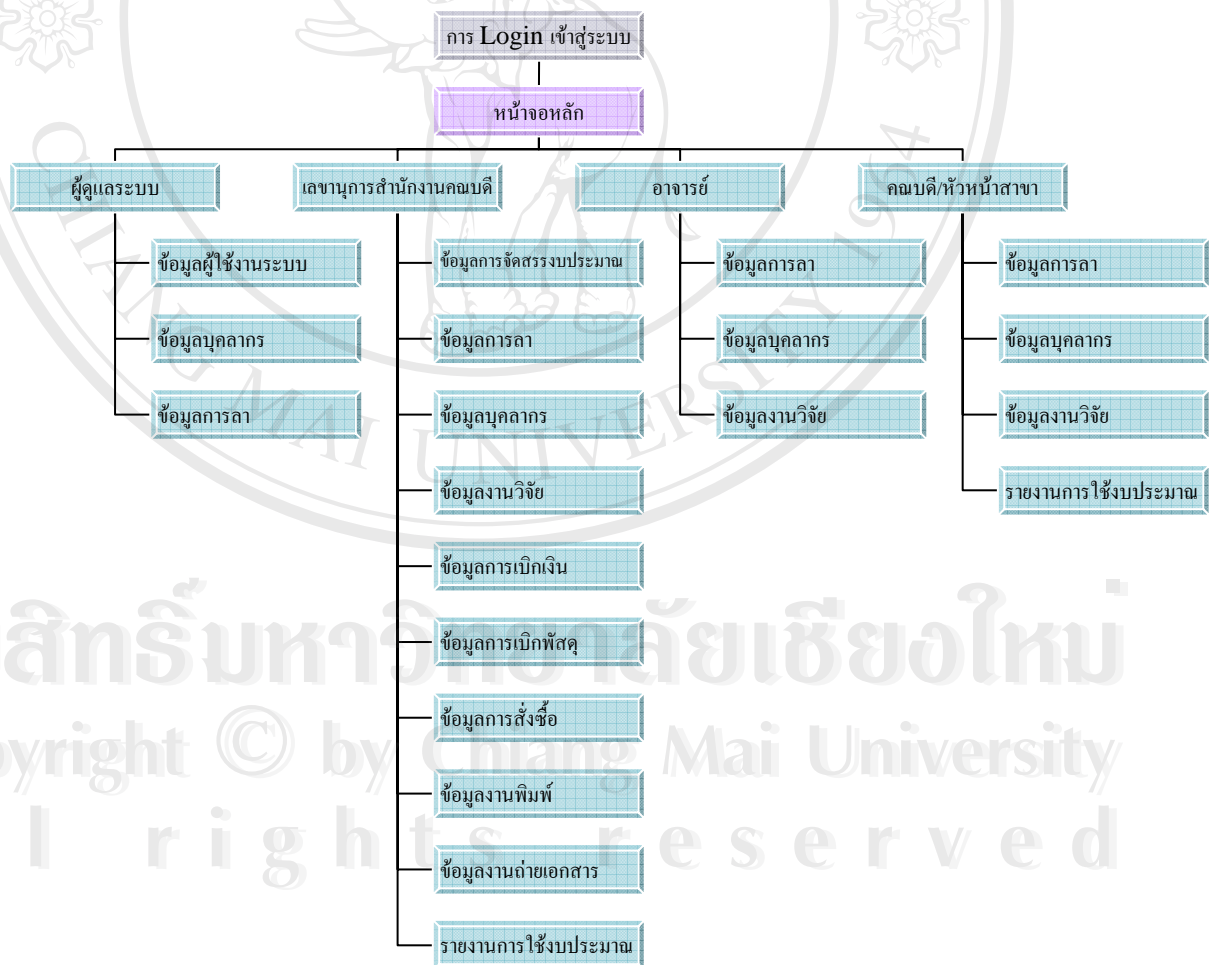 การ Login เข้าสู่ระบบ
หน้าจอหลัก
ผู้ดูแลระบบ
ข้อมูลผู้ใช้งานระบบ
ข้อมูลบุคลากร
ข้อมูลการลา
เลขานุการสำนักงานคณบดี
ข้อมูลการจัดสรรงบประมาณ
ข้อมูลการลา
ข้อมูลบุคลากร
ข้อมูลงานวิจัย
ข้อมูลการเบิกเงิน
ข้อมูลการเบิกพัสดุ
ข้อมูลการสั่งซื้อ
ข้อมูลงานพิมพ์
ข้อมูลงานถ่ายเอกสาร
รายงานการใช้งบประมาณ
อาจารย์
ข้อมูลการลา
ข้อมูลบุคลากร
ข้อมูลงานวิจัย
คณบดี/หัวหน้าสาขา
ข้อมูลการลา
ข้อมูลบุคลากร
ข้อมูลงานวิจัย
รายงานการใช้งบประมาณ
CHIANG MAI UNIVERSITY 1964
สิทธิ์มหาวิทยาลัยเชียงใหม่
yright © by Chiang Mai University
l rights reserved